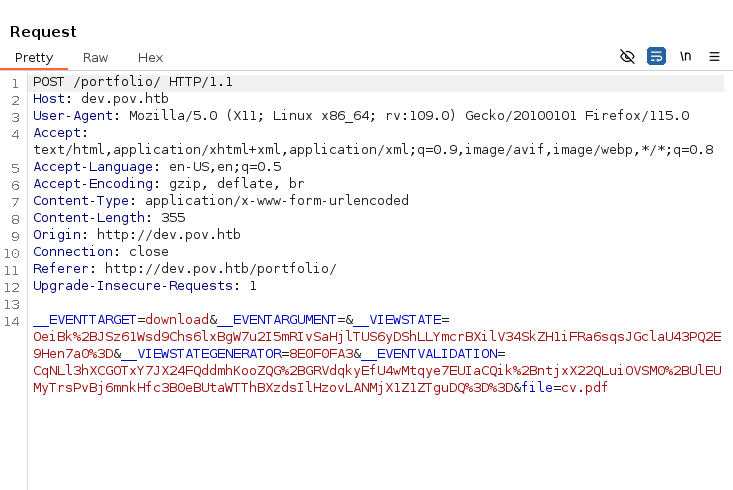 Request
Pretty Raw Hex
\n
1 POST /portfolio/ HTTP/1.1
2 Host: dev.pov.htb
3 User-Agent: Mozilla/5.0 (X11; Linux x86_64; rv:109.0) Gecko/20100101 Firefox/115.0
4 Accept:
text/html,application/xhtml+xml,application/xml;q=0.9,image/avif,image/webp,*/*;q=0.8
5 Accept-Language: en-US,en;q=0.5
6 Accept-Encoding: gzip, deflate, br
7 Content-Type: application/x-www-form-urlencoded
8 Content-Length: 355
9 Origin: http://dev.pov.htb
10 Connection: close
11 Referer: http://dev.pov.htb/portfolio/
12 Upgrade-Insecure-Requests: 1
13
14 __EVENTTARGET=download&__EVENTARGUMENT=&__VIEWSTATE=
OeiBk%2BJSz61Wsd9Chs6lxBgW7u2I5mRIvSaHjlTUS6yDShLLYmcrBXilV34SkZH1iFRa6sqsJGclaU43PQ2E
9Hen7a0%3D&__VIEWSTATEGENERATOR=8E0F0FA3&__EVENTVALIDATION=
CqNLl3hXCGOTxY7JX24FQddmhKooZQG%2BGRVdqkyEfU4wMtqye7EUIaCQik%2BntjxX22QLuiOVSM0%2BUlEU
MyTrsPvBj6mnkHfc3B0eBUtaWTThBXzdsIlHzovLANMjX1Z1ZTguDQ%3D%3D&file=cv.pdf